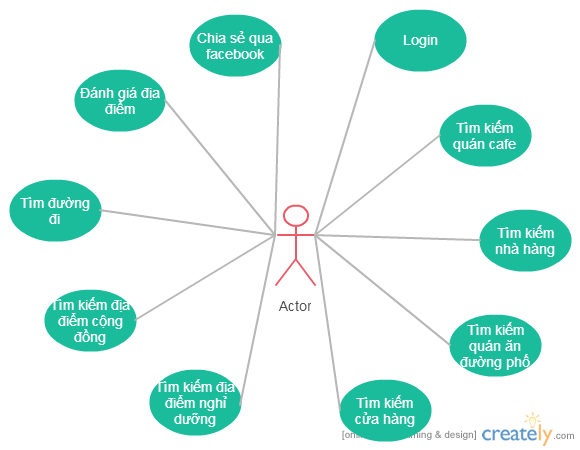 Chia sẻ qua
facebook
Login
Đánh giá địa
điểm
Tìm kiếm
quán cafe
Tìm đường
đi
Tìm kiếm
nhà hàng
Actor
Tìm kiếm địa
điểm cộng
đồng
Tìm kiếm
quán ăn
đường phố
Tìm kiếm địa
điểm nghỉ
dưỡng
Tìm kiếm
cửa hàng
& design]
creately.com